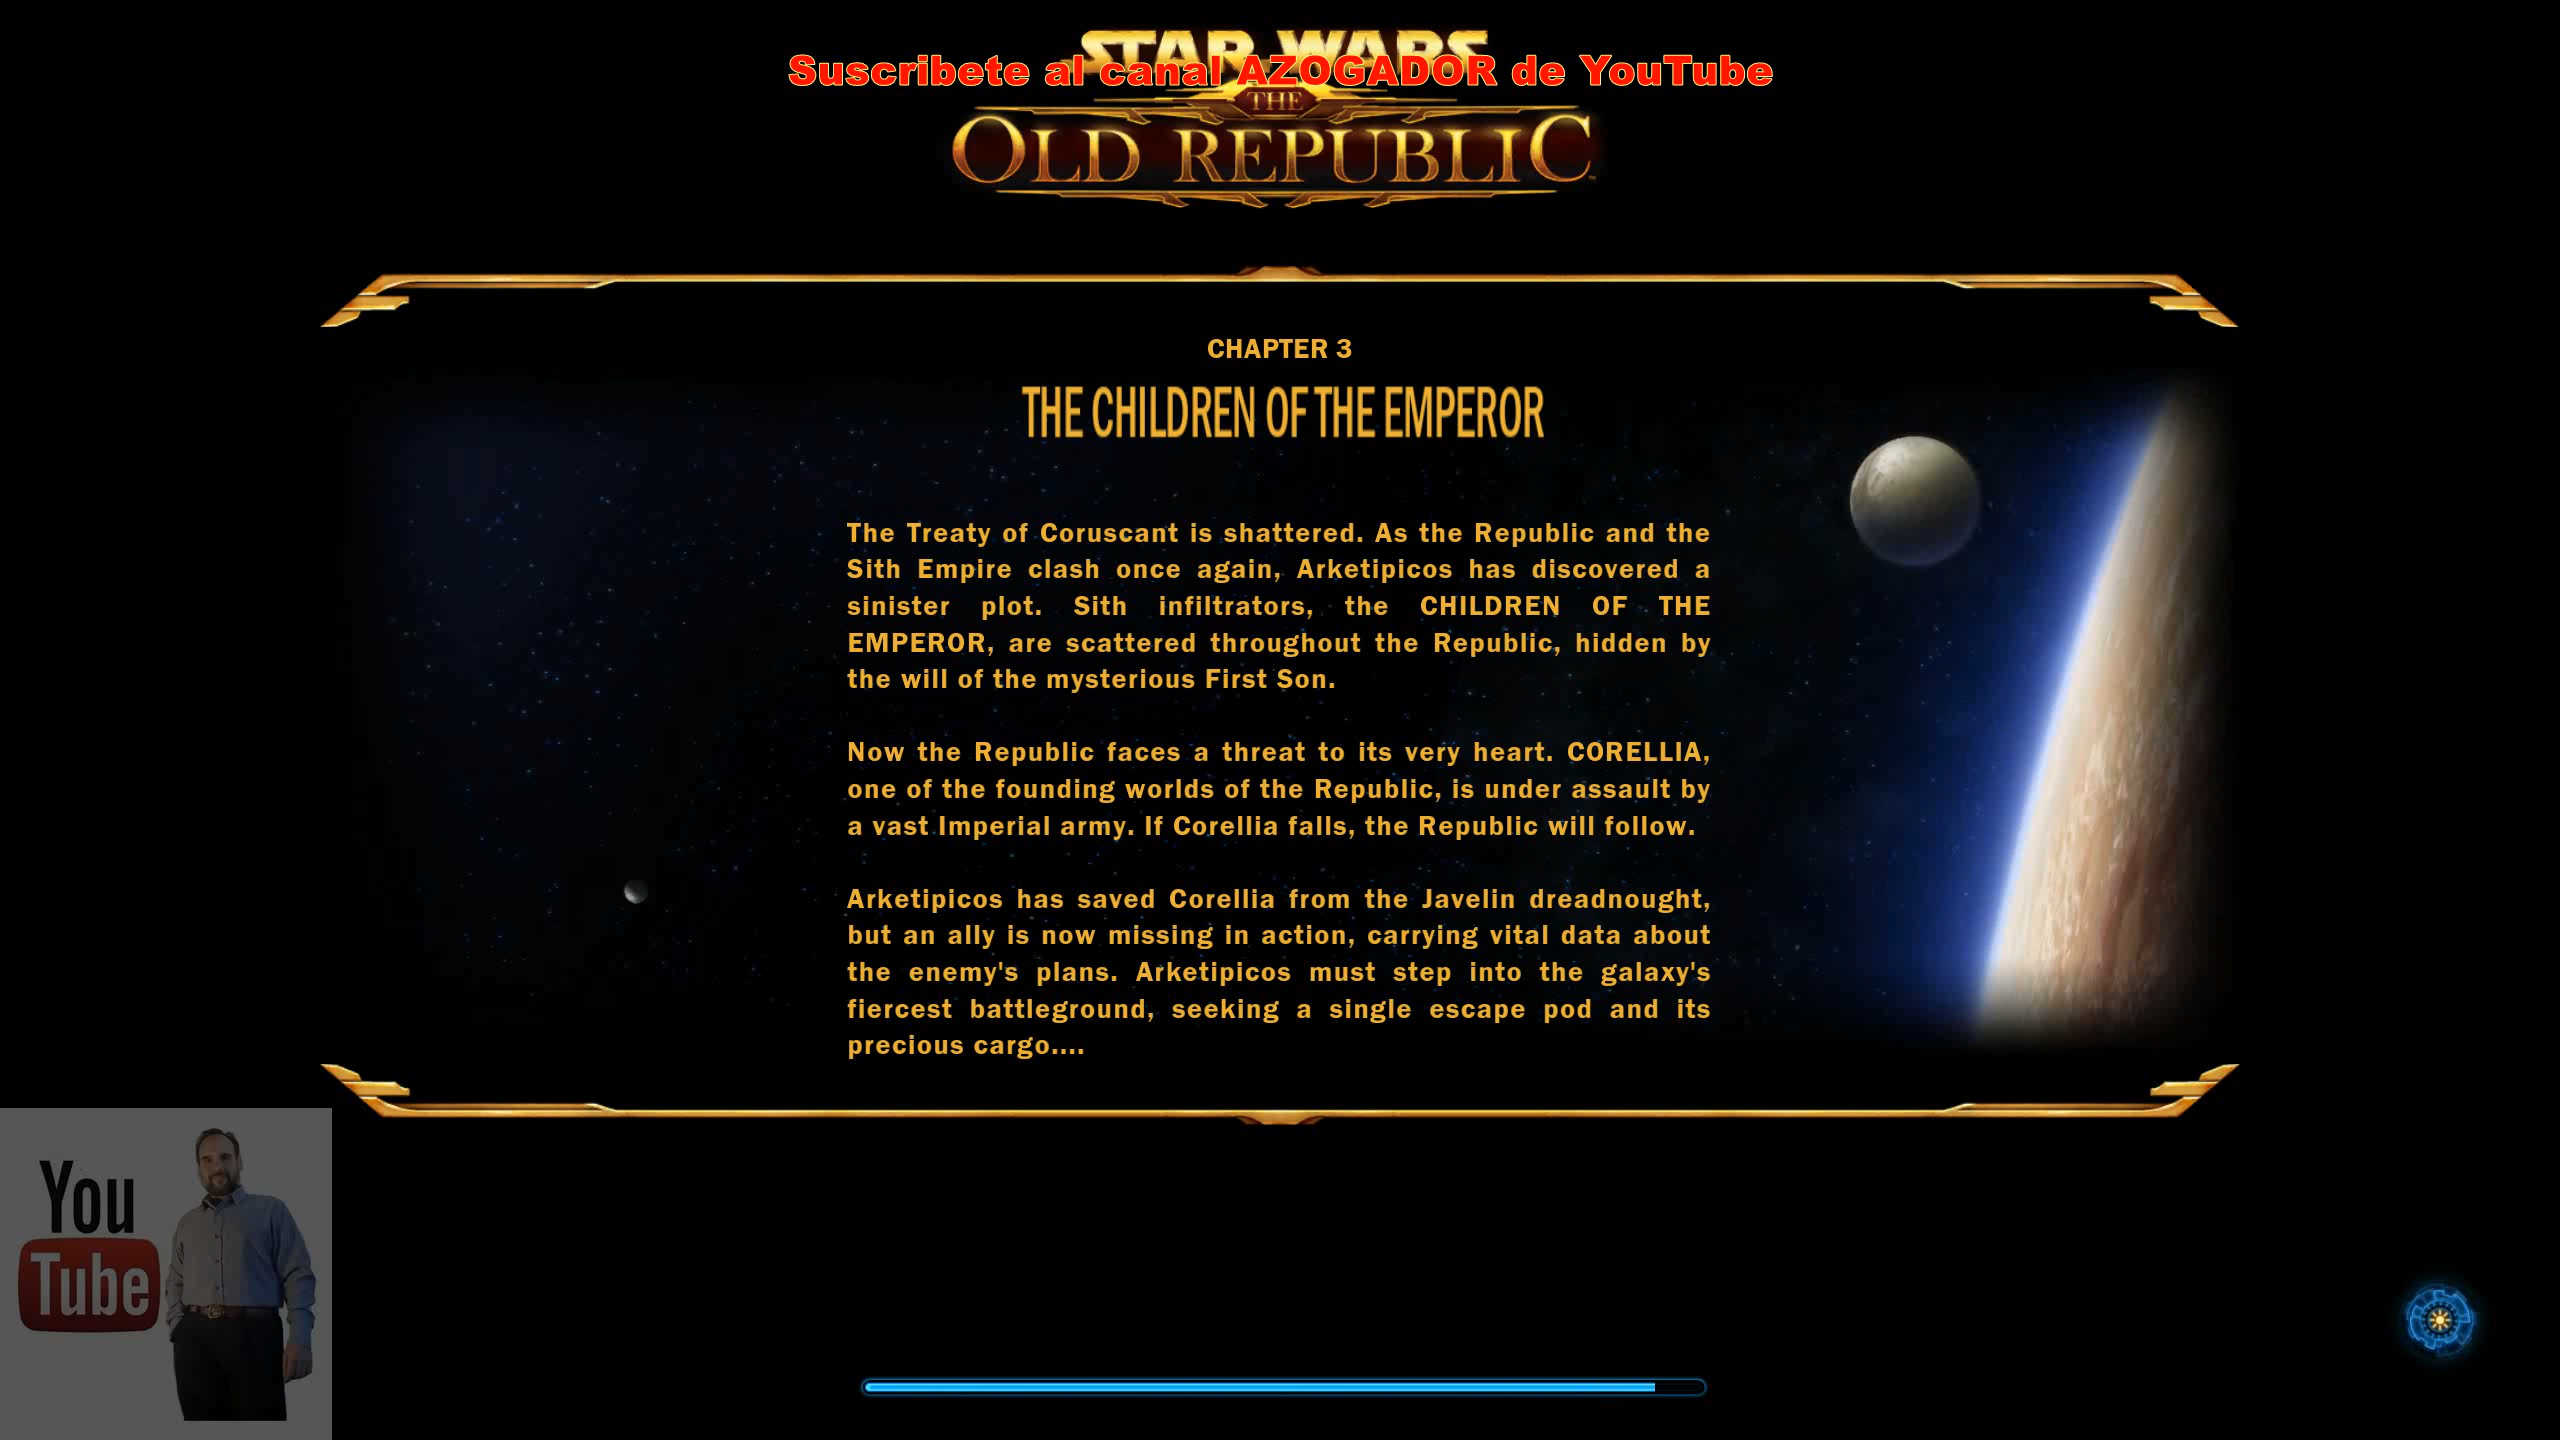 STAR WARS
Suscribete al canal AZOGADOR de YouTube
THE
OLD REPUBLIC
CHAPTER 3
THE CHILDREN OF THE EMPEROR
The Treaty of Coruscant is shattered. As the Republic and the
Sith Empire clash once again, Arketipicos has discovered a
sinister plot. Sith infiltrators, the CHILDREN OF THE
EMPEROR, are scattered throughout the Republic, hidden by
the will of the mysterious First Son.
Now the Republic faces a threat to its very heart. CORELLIA,
one of the founding worlds of the Republic, is under assault by
a vast Imperial army. If Corellia falls, the Republic will follow.
Arketipicos has saved Corellia from the Javelin dreadnought,
but an ally is now missing in action, carrying vital data about
the enemy's plans. Arketipicos must step into the galaxy's
fiercest battleground, seeking a single escape pod and its
precious cargo....
You
Tube